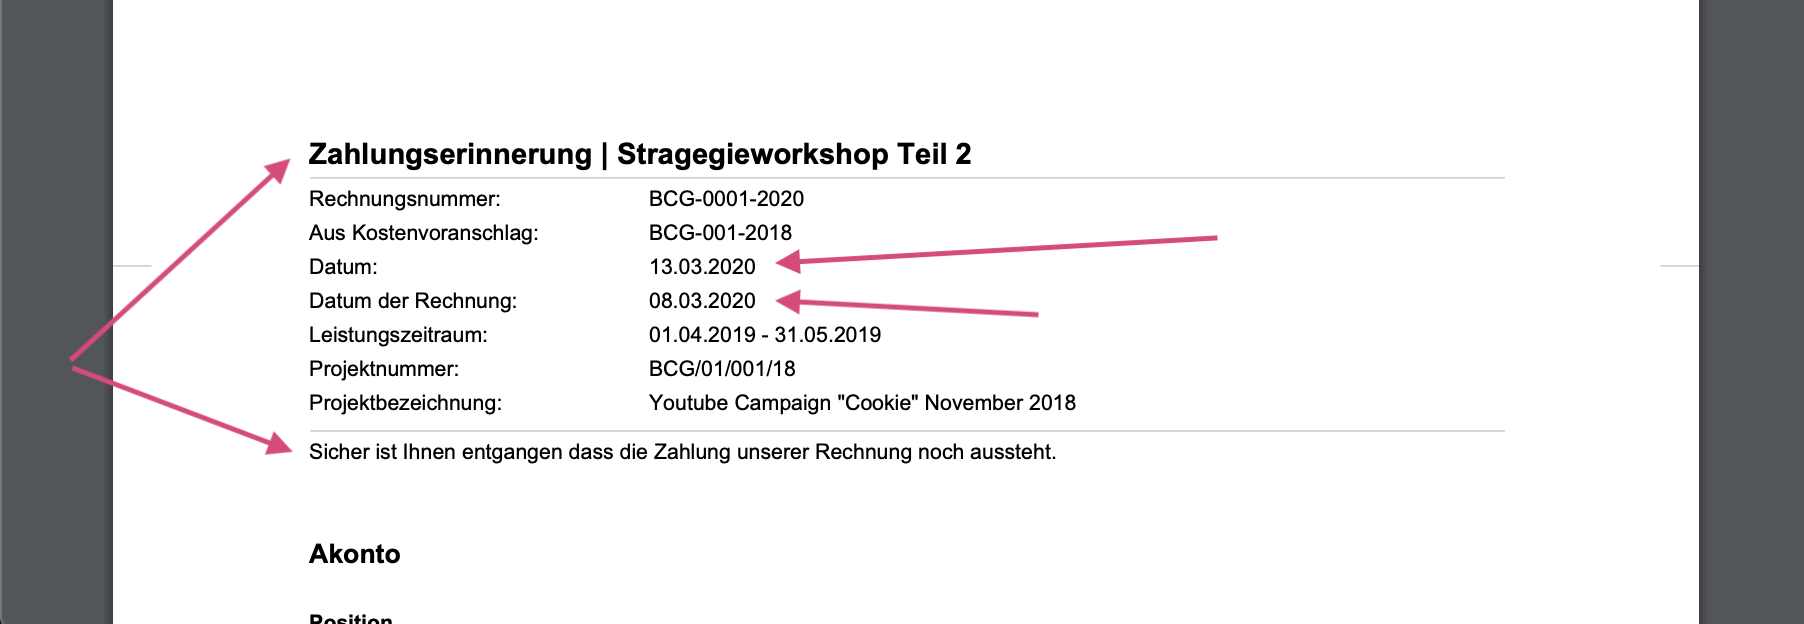 Zahlungserinnerung | Stragegieworkshop Teil 2
Rechnungsnummer: BCG-0001-2020
Aus Kostenvoranschlag: BCG-001-2018
Datum: 13.03.2020
Datum der Rechnung: 08.03.2020
Leistungszeitraum: 01.04.2019 - 31.05.2019
Projektnummer: BCG/01/001/18
Projektbezeichnung: Youtube Campaign "Cookie" November 2018
Sicher ist Ihnen entgangen dass die Zahlung unserer Rechnung noch aussteht.
Akonto
Position